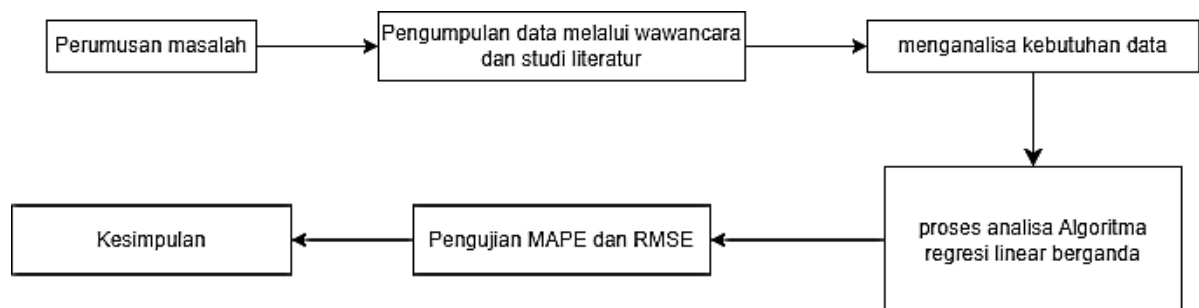 Perumusan masalah
Pengumpulan data melalui wawancara
dan studi literatur
menganalisa kebutuhan data
proses analisa Algoritma
regresi linear berganda
Pengujian MAPE dan RMSE
Kesimpulan